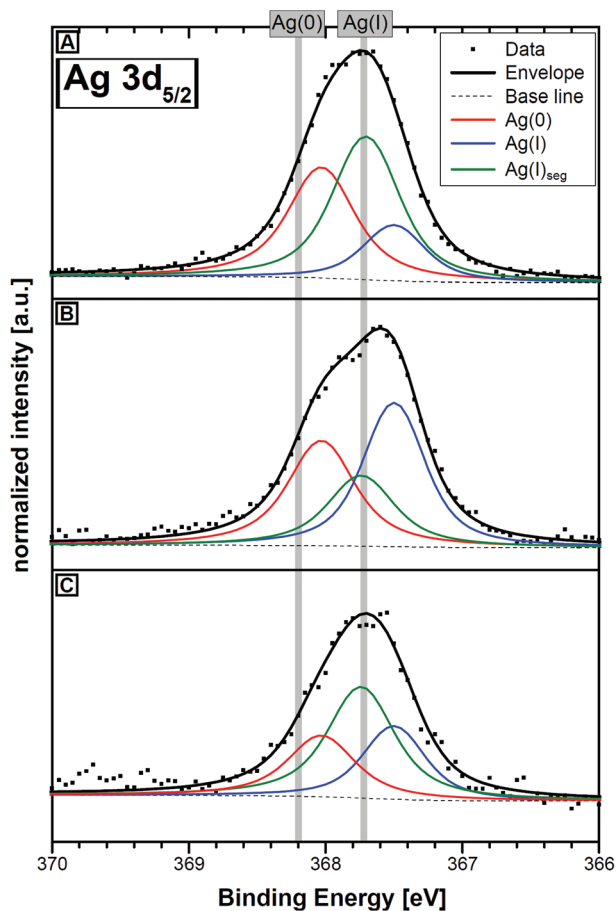 Ag(0) Ag(I)
A
Ag 3d5/2
Data
Envelope
Base line
Ag(0)
Ag(I)
Ag(I)seg
B
C
normalized intensity [a.u.]
370 369 368 367 366
Binding Energy [eV]